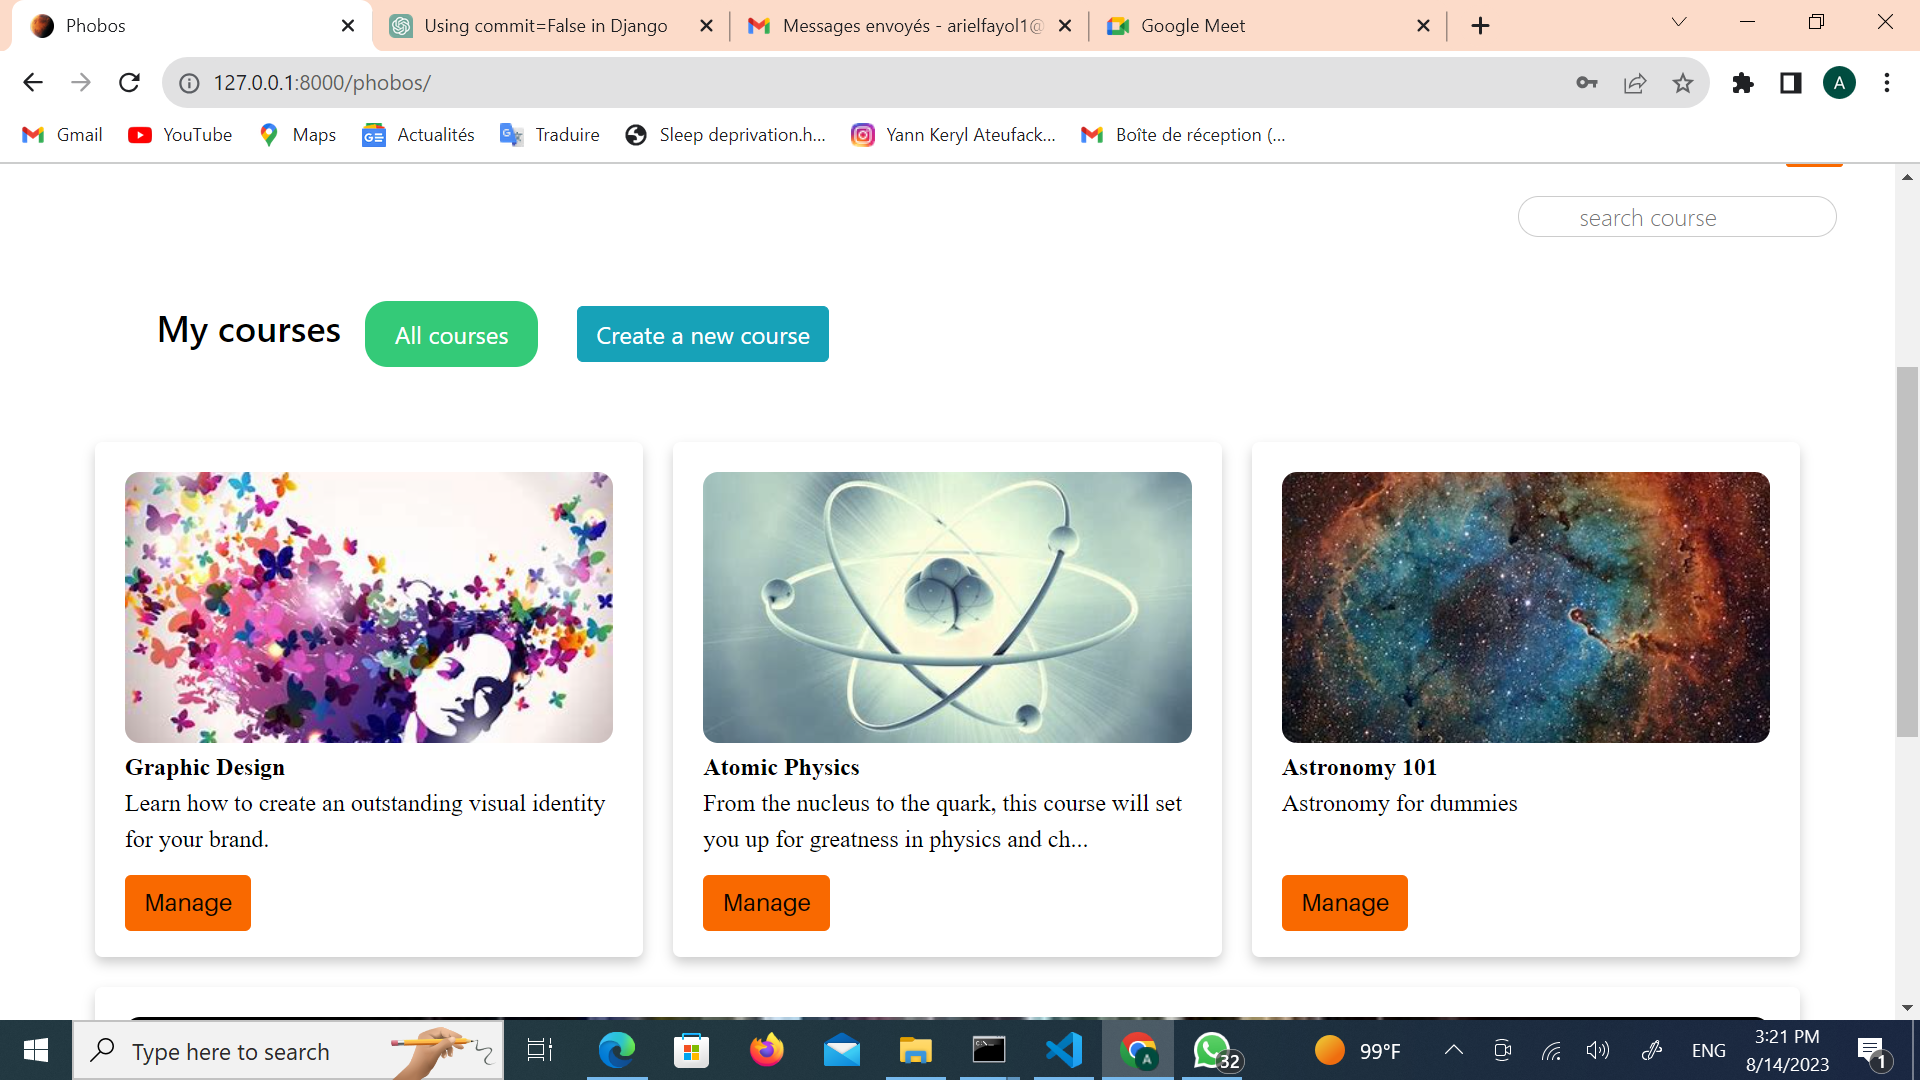 Phobos
Using commit=False in Django
Messages envoyés - arielfayol1@
Google Meet
127.0.0.1:8000/phobos/
A
Gmail
YouTube
Maps
Actualités
Traduire
Sleep deprivation.h...
Yann Keryl Ateufack...
Boîte de réception (...
search course
My courses
All courses
Create a new course
Graphic Design
Learn how to create an outstanding visual identity
for your brand.
Manage
Atomic Physics
From the nucleus to the quark, this course will set
you up for greatness in physics and ch...
Manage
Astronomy 101
Astronomy for dummies
Manage
Type here to search
A
32
99°F
ENG
3:21 PM
8/14/2023
1